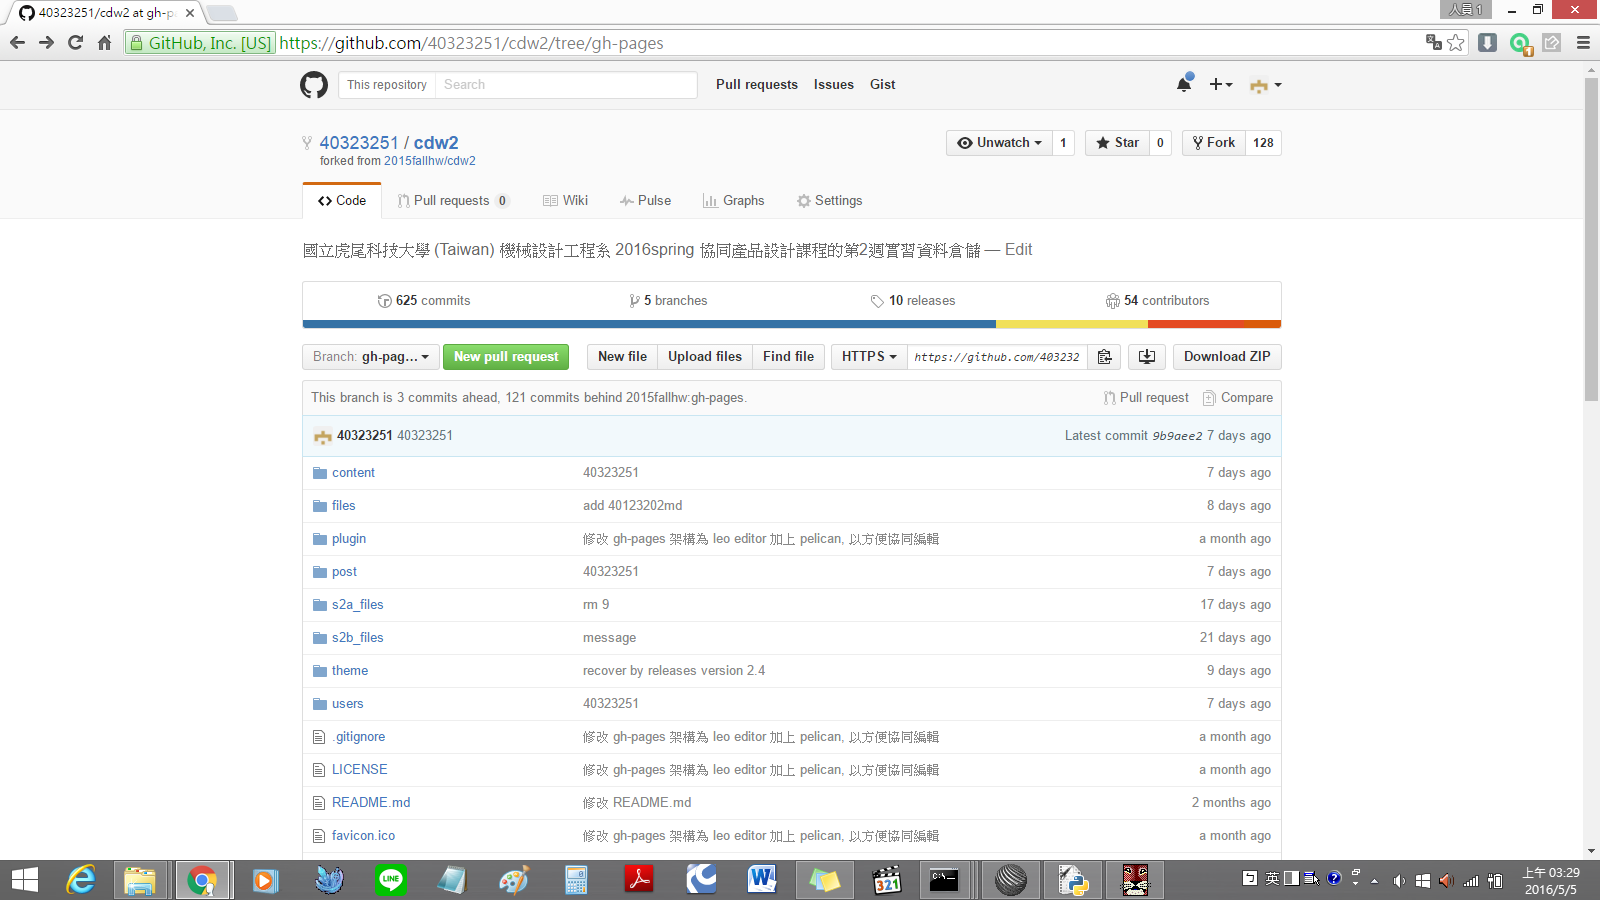 40323251/cdw2 at gh-p
人員 1
GitHub, Inc. [US] https://github.com/40323251/cdw2/tree/gh-pages
This repository Search Pull requests Issues Gist
40323251 / cdw2
forked from 2015fallhw/cdw2
Unwatch 1 Star 0 Fork 128
Code Pull requests 0 Wiki Pulse Graphs Settings
國立虎尾科技大學 (Taiwan) 機械設計工程系 2016spring 協同產品設計課程的第2週實習資料倉儲 — Edit
625 commits 5 branches 10 releases 54 contributors
Branch: gh-pag... New pull request New file Upload files Find file HTTPS https://github.com/403232 Download ZIP
This branch is 3 commits ahead, 121 commits behind 2015fallhw:gh-pages. Pull request Compare
40323251 40323251 Latest commit 9b9aee2 7 days ago
content 40323251 7 days ago
files add 40123202md 8 days ago
plugin 修改 gh-pages 架構為 leo editor 加上 pelican, 以方便協同編輯 a month ago
post 40323251 7 days ago
s2a_files rm 9 17 days ago
s2b_files message 21 days ago
theme recover by releases version 2.4 9 days ago
users 40323251 7 days ago
.gitignore 修改 gh-pages 架構為 leo editor 加上 pelican, 以方便協同編輯 a month ago
LICENSE 修改 gh-pages 架構為 leo editor 加上 pelican, 以方便協同編輯 a month ago
README.md 修改 README.md 2 months ago
favicon.ico 修改 gh-pages 架構為 leo editor 加上 pelican, 以方便協同編輯 a month ago
LINE
321
C:\
英
上午 03:29
2016/5/5